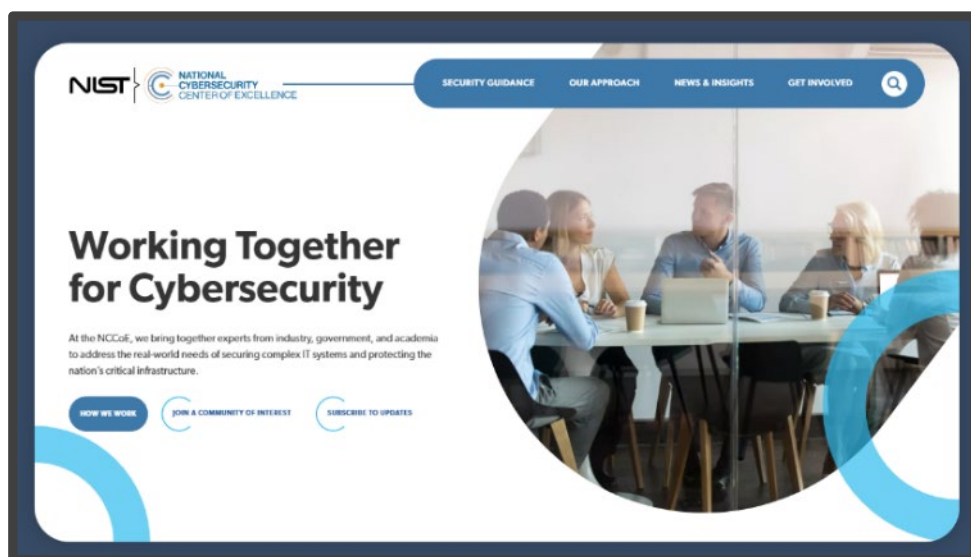 NIST
NATIONAL
CYBERSECURITY
CENTER OF EXCELLENCE
SECURITY GUIDANCE
OUR APPROACH
NEWS & INSIGHTS
GET INVOLVED
Working Together
for Cybersecurity
At the NCCoE, we bring together experts from industry, government, and academia
to address the real-world needs of securing complex IT systems and protecting the
nation's critical infrastructure.
HOW WE WORK
JOIN A COMMUNITY OF INTEREST
SUBSCRIBE TO UPDATES